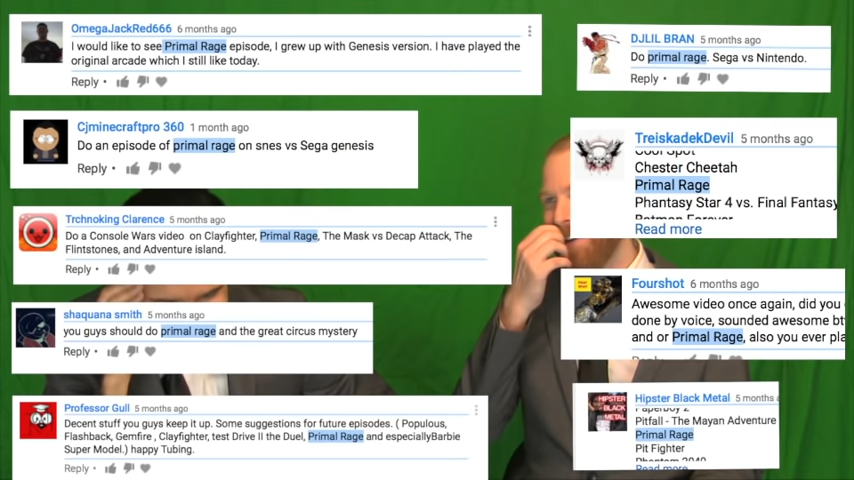 OmegaJackRed666 6 months ago
I would like to see Primal Rage episode, I grew up with Genesis version. I have played the
original arcade which I still like today.
Reply •
Cjminecraftpro 360 1 month ago
Do an episode of primal rage on snes vs Sega genesis
Reply •
Trchnoking Clarence 5 months ago
Do a Console Wars video on Clayfighter, Primal Rage, The Mask vs Decap Attack, The
Flintstones, and Adventure island.
Reply •
shaquana smith 5 months ago
you guys should do primal rage and the great circus mystery
Reply •
Professor Gull 5 months ago
Decent stuff you guys keep it up. Some suggestions for future episodes. ( Populous,
Flashback, Gemfire , Clayfighter, test Drive II the Duel, Primal Rage and especiallyBarbie
Super Model.) happy Tubing.
Reply •
DJLIL BRAN 5 months ago
Do primal rage. Sega vs Nintendo.
Reply •
TreiskadekDevil 5 months ago
Cool Spot
Chester Cheetah
Primal Rage
Phantasy Star 4 vs. Final Fantasy
Batman Forever
Read more
Fourshot 6 months ago
Awesome video once again, did you
done by voice, sounded awesome bt
and or Primal Rage, also you ever pla
Reply •
HIPSTER
BLACK
METAL
Hipster Black Metal 5 months a
Paperboy 2
Pitfall - The Mayan Adventure
Primal Rage
Pit Fighter
Phantom 2040
Read more